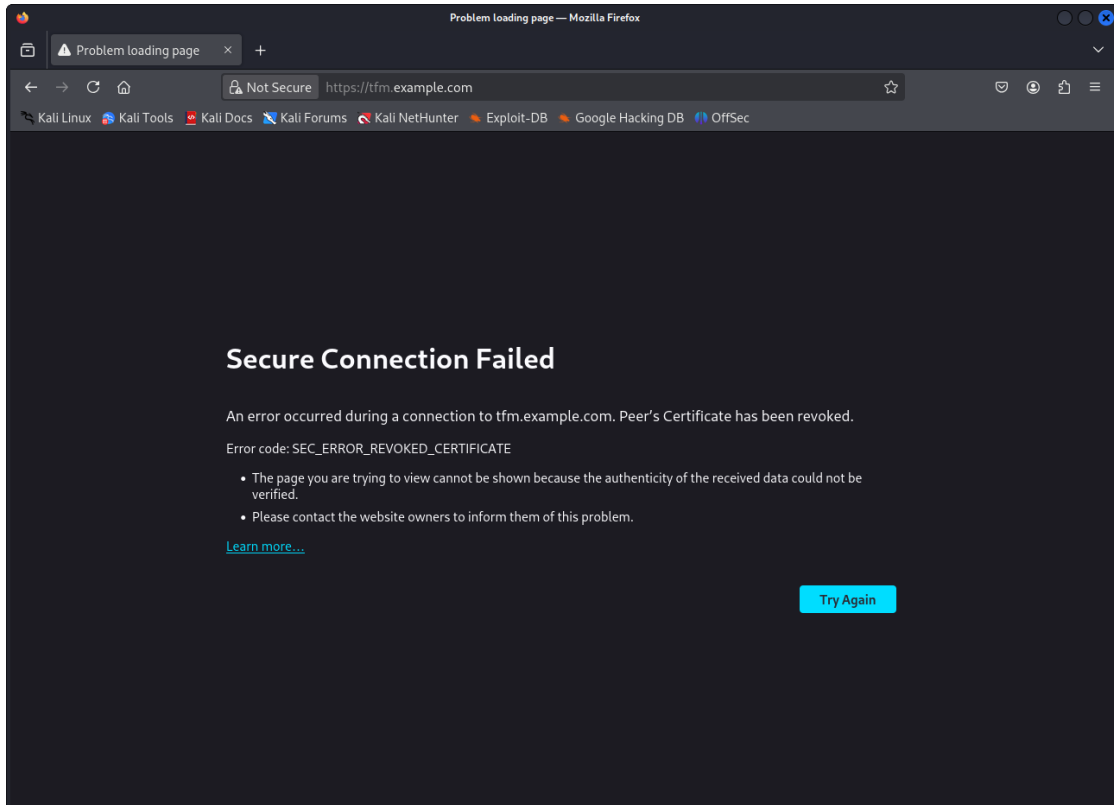 Problem loading page — Mozilla Firefox
Problem loading page
Not Secure https://tfm.example.com
Kali Linux Kali Tools Kali Docs Kali Forums Kali NetHunter Exploit-DB Google Hacking DB OffSec
Secure Connection Failed
An error occurred during a connection to tfm.example.com. Peer’s Certificate has been revoked.
Error code: SEC_ERROR_REVOKED_CERTIFICATE
• The page you are trying to view cannot be shown because the authenticity of the received data could not be
verified.
• Please contact the website owners to inform them of this problem.
Learn more…
Try Again